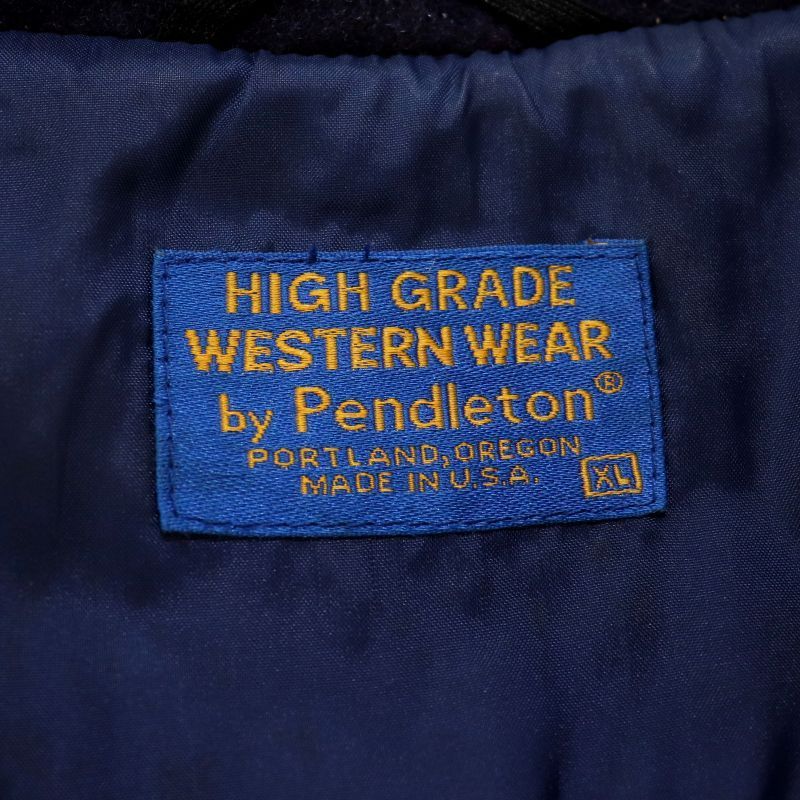 HIGH GRADE
WESTERN WEAR
by Pendleton®
PORTLAND, OREGON
MADE IN U.S.A. XL